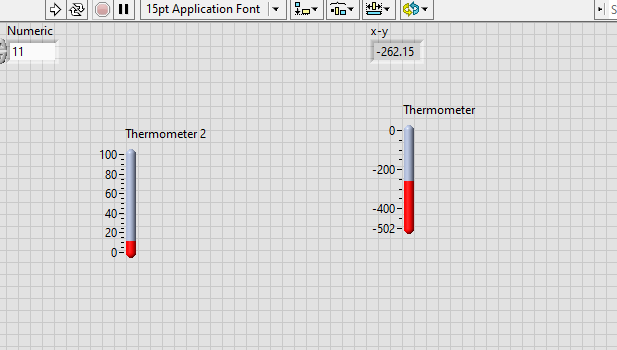 15pt Application Font
S
Numeric
11
x-y
-262.15
Thermometer 2
100
80
60
40
20
0
Thermometer
0
-200
-400
-502